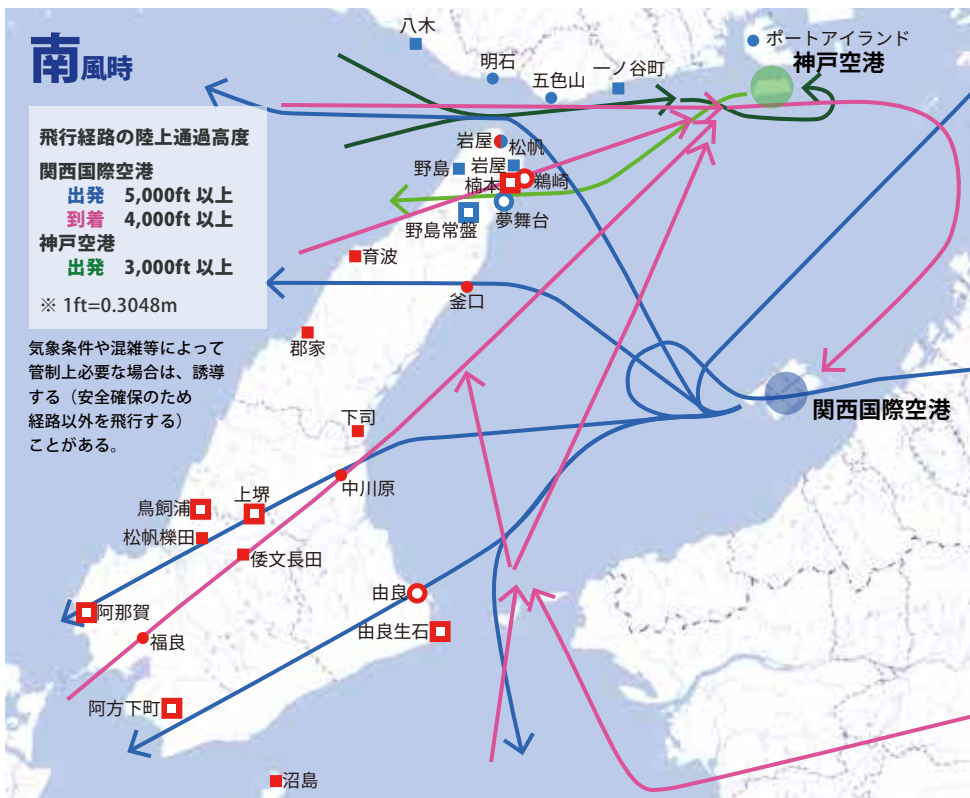 南風時
飛行経路の陸上通過高度
関西国際空港
出発 5,000ft 以上
到着 4,000ft 以上
神戸空港
出発 3,000ft 以上
※ 1ft=0.3048m
気象条件や混雑等によって
管制上必要な場合は、誘導
する（安全確保のため
経路以外を飛行する）
ことがある。
八木
明石
五色山
一ノ谷町
ポートアイランド
神戸空港
岩屋
松帆
野島
岩屋
楠本
鵜崎
野島常盤
夢舞台
育波
釜口
郡家
関西国際空港
下司
中川原
鳥飼浦
上堺
松帆櫟田
倭文長田
阿那賀
福良
由良
由良生石
阿方下町
沼島